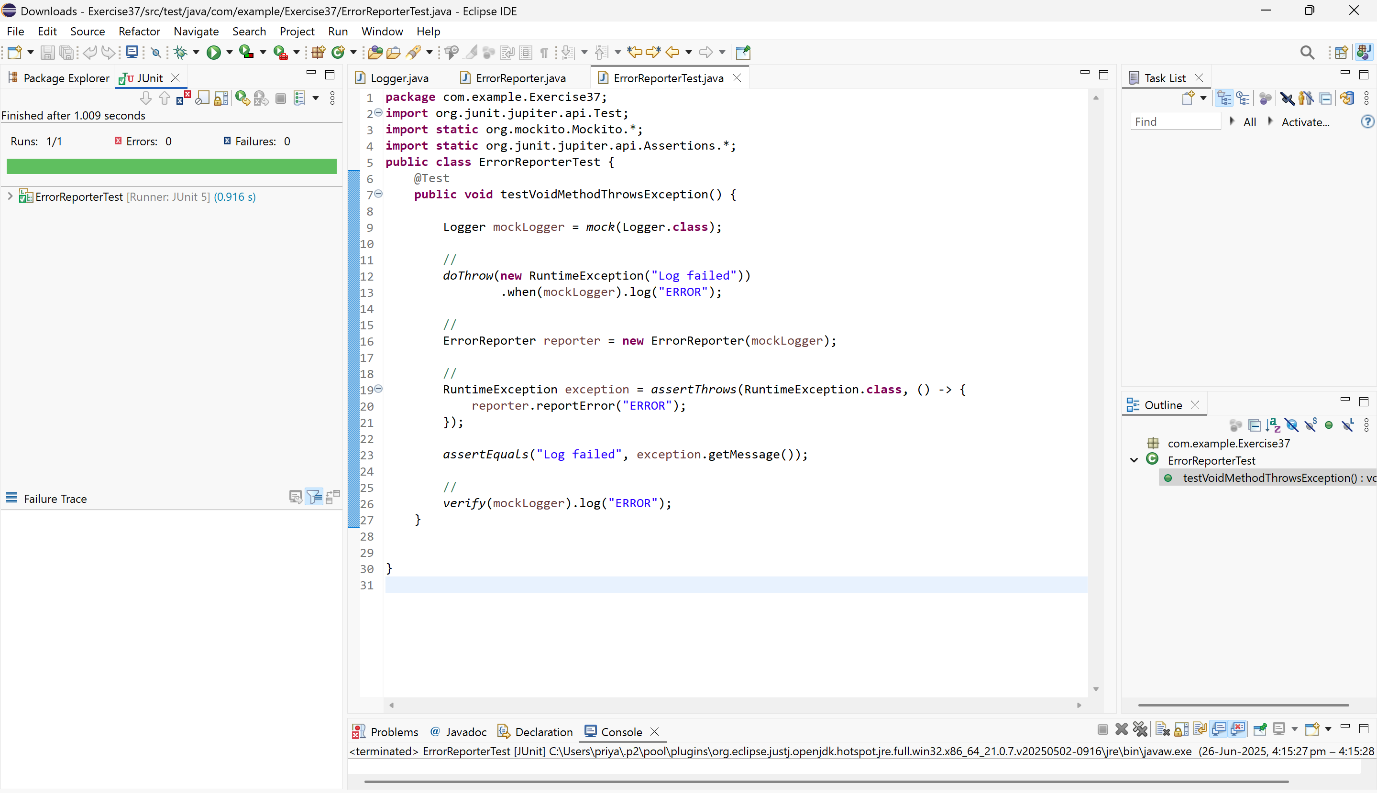 Downloads - Exercise37/src/test/java/com/example/Exercise37/ErrorReporterTest.java - Eclipse IDE
File Edit Source Refactor Navigate Search Project Run Window Help
Package Explorer JUnit
Finished after 1.009 seconds
Runs: 1/1 Errors: 0 Failures: 0
ErrorReporterTest [Runner: JUnit 5] (0.916 s)
Failure Trace
Logger.java ErrorReporter.java ErrorReporterTest.java
1 package com.example.Exercise37;
2 import org.junit.jupiter.api.Test;
3 import static org.mockito.Mockito.*;
4 import static org.junit.jupiter.api.Assertions.*;
5 public class ErrorReporterTest {
6 @Test
7 public void testVoidMethodThrowsException() {
8
9 Logger mockLogger = mock(Logger.class);
10
11 //
12 doThrow(new RuntimeException("Log failed"))
13 .when(mockLogger).log("ERROR");
14
15 //
16 ErrorReporter reporter = new ErrorReporter(mockLogger);
17
18 //
19 RuntimeException exception = assertThrows(RuntimeException.class, () -> {
20 reporter.reportError("ERROR");
21 });
22
23 assertEquals("Log failed", exception.getMessage());
24
25 //
26 verify(mockLogger).log("ERROR");
27 }
28
29
30 }
31
Task List
Find All Activate...
Outline
com.example.Exercise37
ErrorReporterTest
testVoidMethodThrowsException() : vo
Problems @ Javadoc Declaration Console
<terminated> ErrorReporterTest [JUnit] C:\Users\priya\.p2\pool\plugins\org.eclipse.justj.openjdk.hotspot.jre.full.win32.x86_64_21.0.7.v20250502-0916\jre\bin\javaw.exe (26-Jun-2025, 4:15:27 pm – 4:15:28